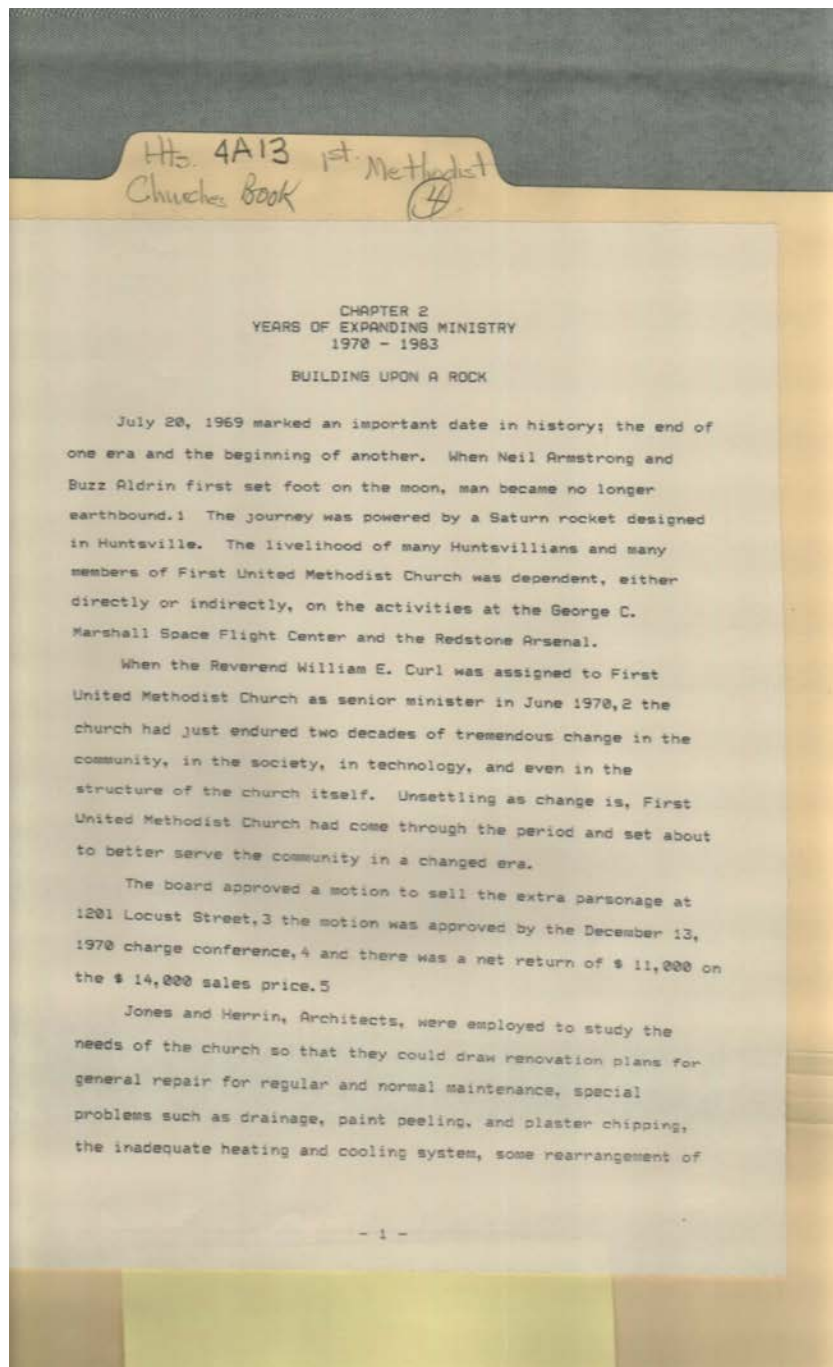 Hts. 4A13 1st. Methodist
Churches Book 4
CHAPTER 2
YEARS OF EXPANDING MINISTRY
1970 - 1983
BUILDING UPON A ROCK
July 20, 1969 marked an important date in history; the end of
one era and the beginning of another. When Neil Armstrong and
Buzz Aldrin first set foot on the moon, man became no longer
earthbound.1 The journey was powered by a Saturn rocket designed
in Huntsville. The livelihood of many Huntsvillians and many
members of First United Methodist Church was dependent, either
directly or indirectly, on the activities at the George C.
Marshall Space Flight Center and the Redstone Arsenal.
When the Reverend William E. Curl was assigned to First
United Methodist Church as senior minister in June 1970,2 the
church had just endured two decades of tremendous change in the
community, in the society, in technology, and even in the
structure of the church itself. Unsettling as change is, First
United Methodist Church had come through the period and set about
to better serve the community in a changed era.
The board approved a motion to sell the extra parsonage at
1201 Locust Street,3 the motion was approved by the December 13,
1970 charge conference,4 and there was a net return of $ 11,000 on
the $ 14,000 sales price.5
Jones and Herrin, Architects, were employed to study the
needs of the church so that they could draw renovation plans for
general repair for regular and normal maintenance, special
problems such as drainage, paint peeling, and plaster chipping,
the inadequate heating and cooling system, some rearrangement of
- 1 -